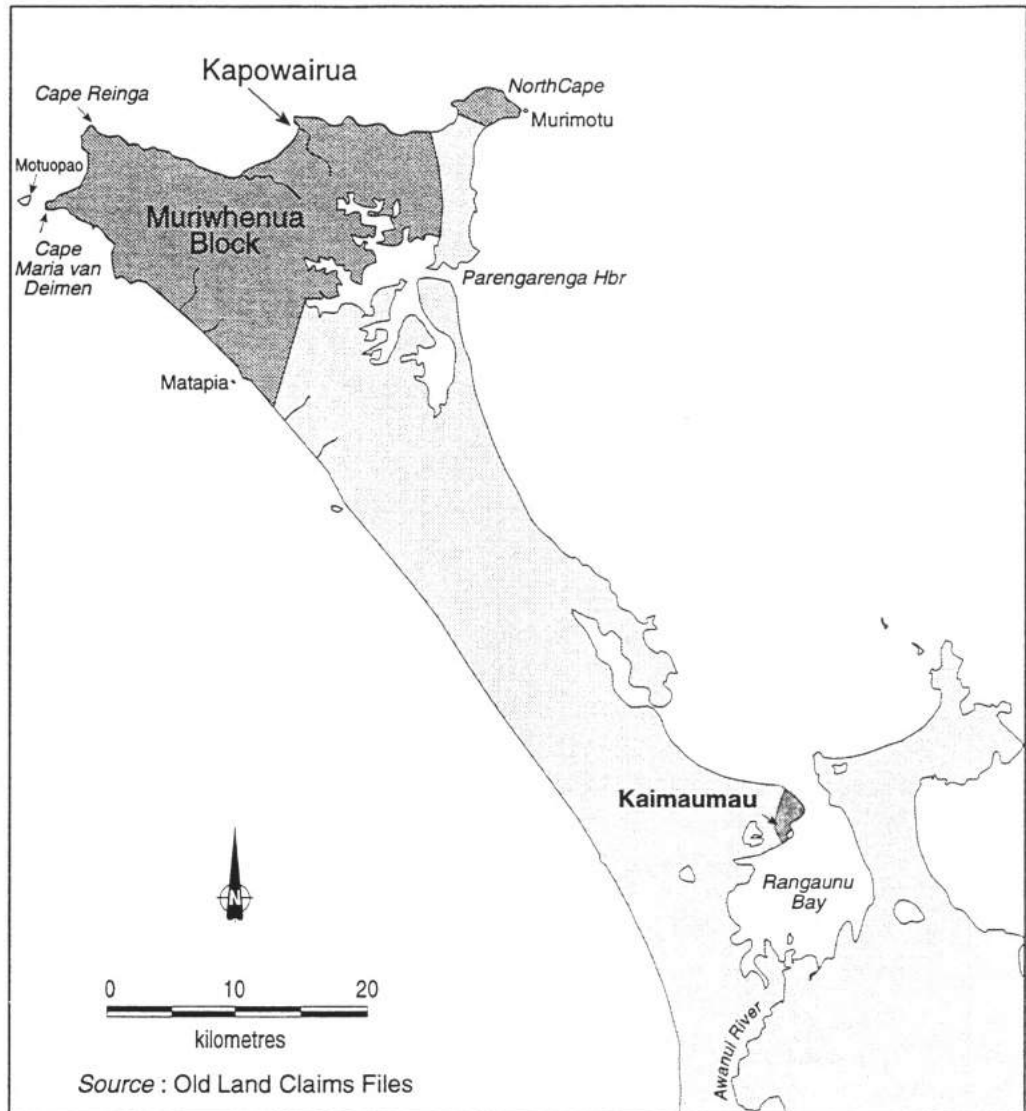 Kapowairua
Cape Reinga
NorthCape
Murimotu
Motuopao
Muriwhenua
Block
Cape
Maria van
Deimen
Parengarenga Hbr
Matapia
Kaimaumau
Rangaunu
Bay
N
0 10 20
kilometres
Awanui River
Source : Old Land Claims Files